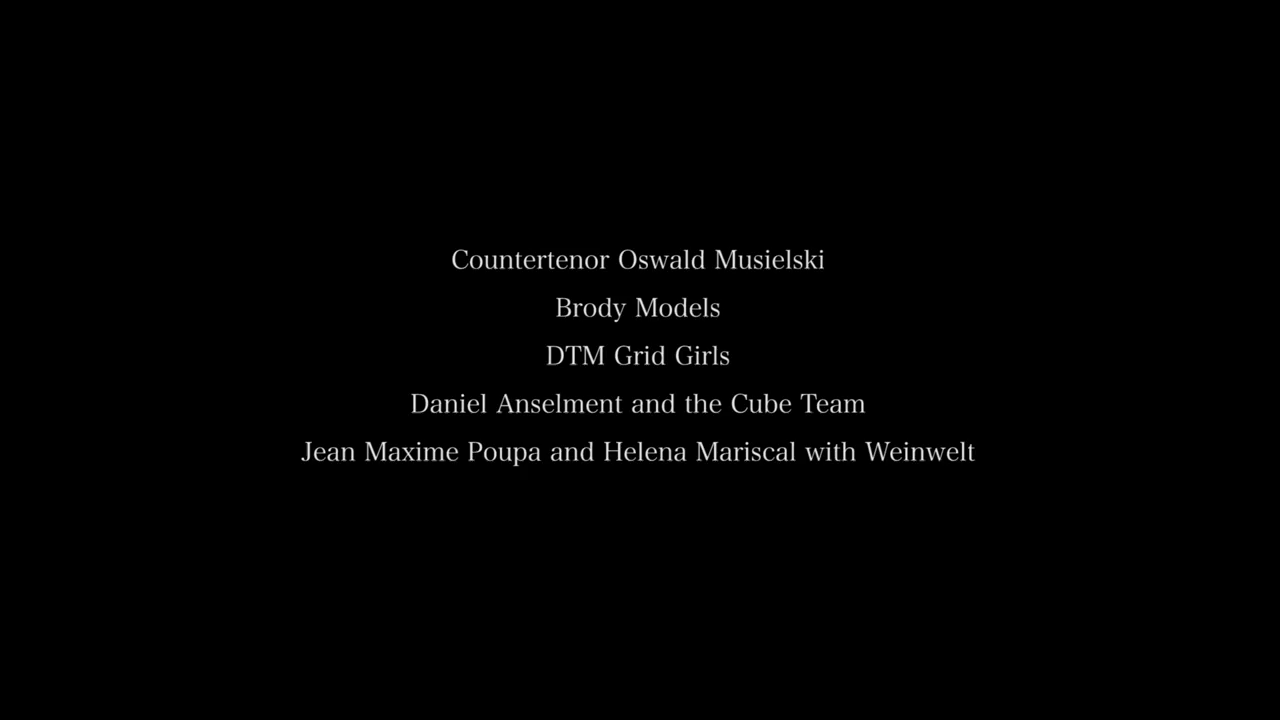 Countertenor Oswald Musielski
Brody Models
DTM Grid Girls
Daniel Anselment and the Cube Team
Jean Maxime Poupa and Helena Mariscal with Weinwelt